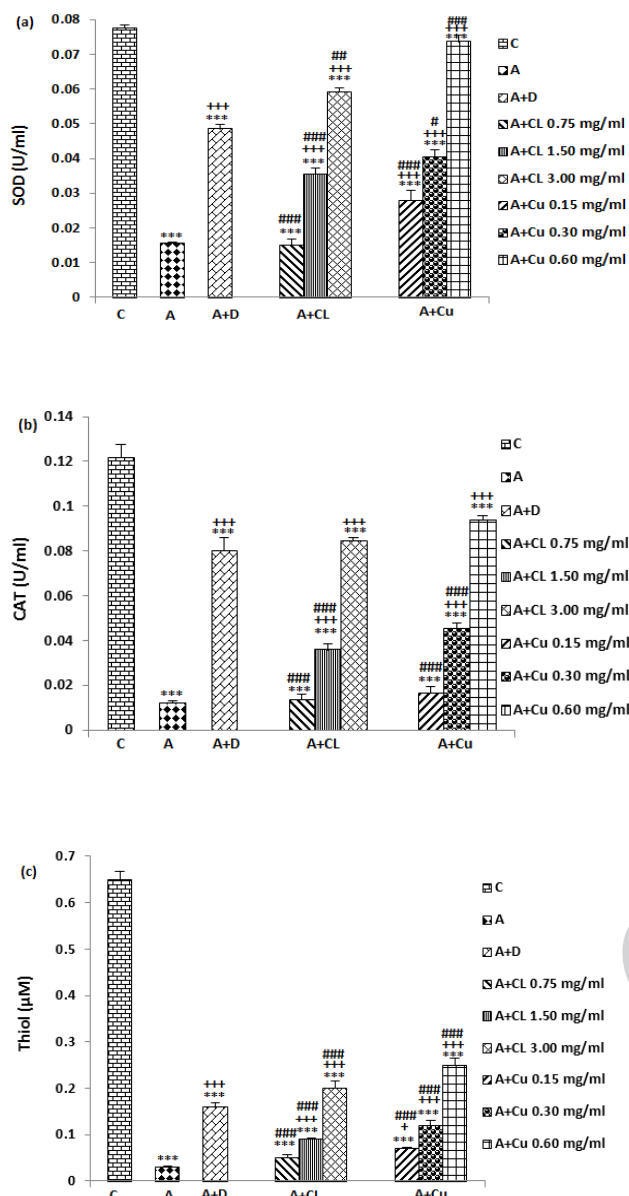 (a)
0.08
0.07
0.06
0.05
0.04
0.03
0.02
0.01
0
SOD (U/ml)
***
+++
***
###
***
###
+++
***
##
+++
***
###
+++
***
#
+++
***
###
+++
***
C A A+D A+CL A+Cu
C
A
A+D
A+CL 0.75 mg/ml
A+CL 1.50 mg/ml
A+CL 3.00 mg/ml
A+Cu 0.15 mg/ml
A+Cu 0.30 mg/ml
A+Cu 0.60 mg/ml
(b)
0.14
0.12
0.1
0.08
0.06
0.04
0.02
0
CAT (U/ml)
***
+++
***
###
***
###
+++
***
+++
***
###
***
###
+++
***
+++
***
C A A+D A+CL A+Cu
C
A
A+D
A+CL 0.75 mg/ml
A+CL 1.50 mg/ml
A+CL 3.00 mg/ml
A+Cu 0.15 mg/ml
A+Cu 0.30 mg/ml
A+Cu 0.60 mg/ml
(c)
0.7
0.6
0.5
0.4
0.3
0.2
0.1
0
Thiol (µM)
***
+++
***
###
***
###
+++
***
###
+++
***
###
+
***
###
+++
***
###
+++
***
C A A+D A+CL A+Cu
C
A
A+D
A+CL 0.75 mg/ml
A+CL 1.50 mg/ml
A+CL 3.00 mg/ml
A+Cu 0.15 mg/ml
A+Cu 0.30 mg/ml
A+Cu 0.60 mg/ml